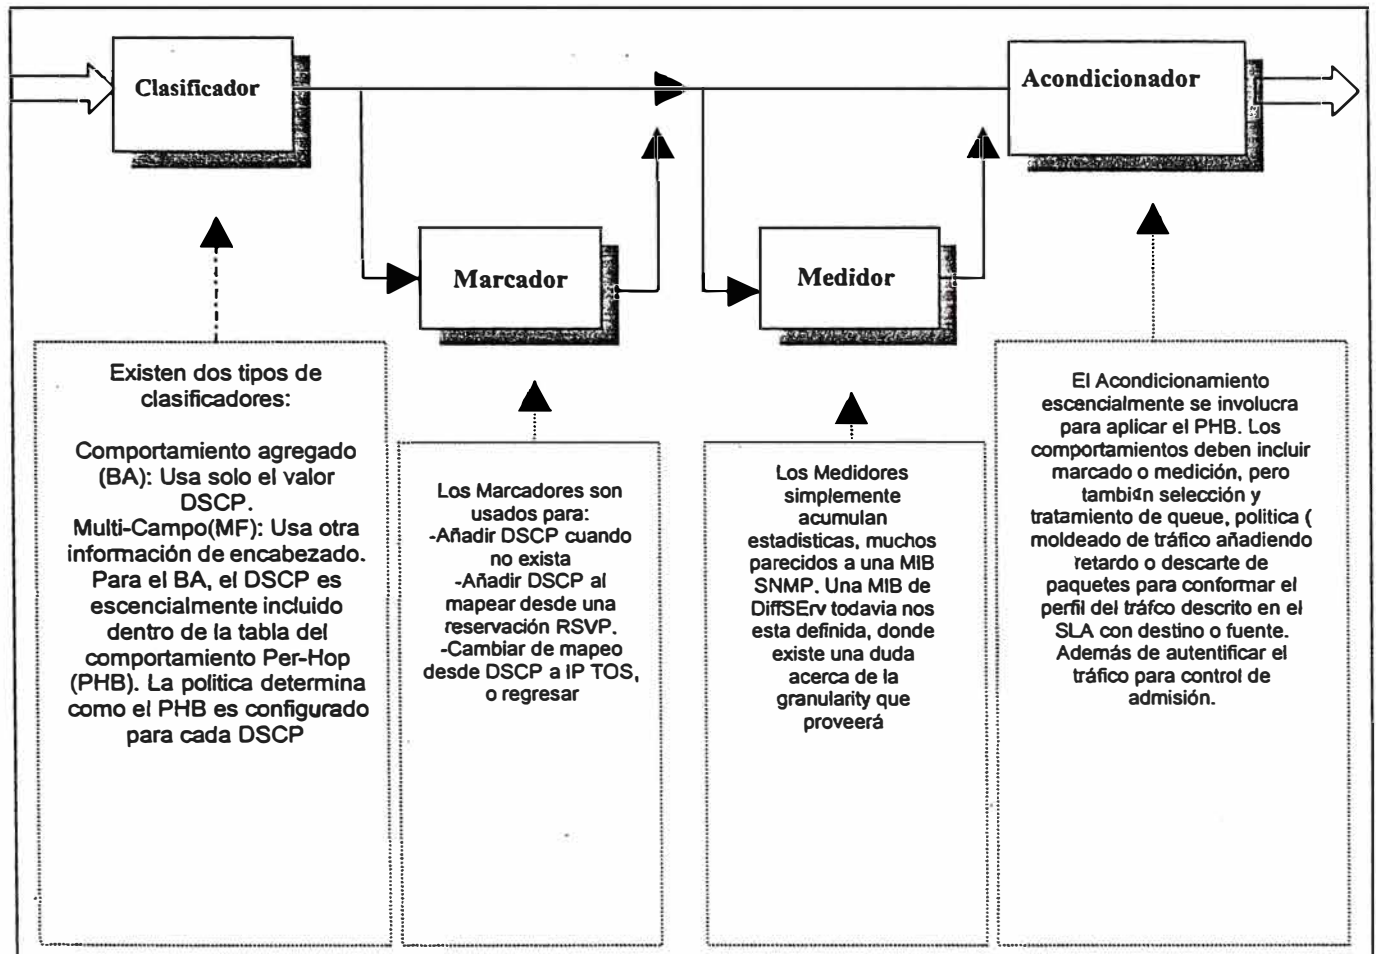 Clasificador
Acondicionador
Marcador
Medidor
Existen dos tipos de
clasificadores:
Comportamiento agregado
(BA): Usa solo el valor
DSCP.
Multi-Campo(MF): Usa otra
información de encabezado.
Para el BA, el DSCP es
escencialmente incluido
dentro de la tabla del
comportamiento Per-Hop
(PHB). La politica determina
como el PHB es configurado
para cada DSCP
Los Marcadores son
usados para:
-Añadir DSCP cuando
no exista
-Añadir DSCP al
mapear desde una
reservación RSVP.
-Cambiar de mapeo
desde DSCP a IP TOS,
o regresar
Los Medidores
simplemente
acumulan
estadisticas, muchos
parecidos a una MIB
SNMP. Una MIB de
DiffSErv todavia nos
esta definida, donde
existe una duda
acerca de la
granularity que
proveerá
El Acondicionamiento
escencialmente se involucra
para aplicar el PHB. Los
comportamientos deben incluir
marcado o medición, pero
también selección y
tratamiento de queue, politica (
moldeado de tráfico añadiendo
retardo o descarte de
paquetes para conformar el
perfil del tráfco descrito en el
SLA con destino o fuente.
Además de autentificar el
tráfico para control de
admisión.